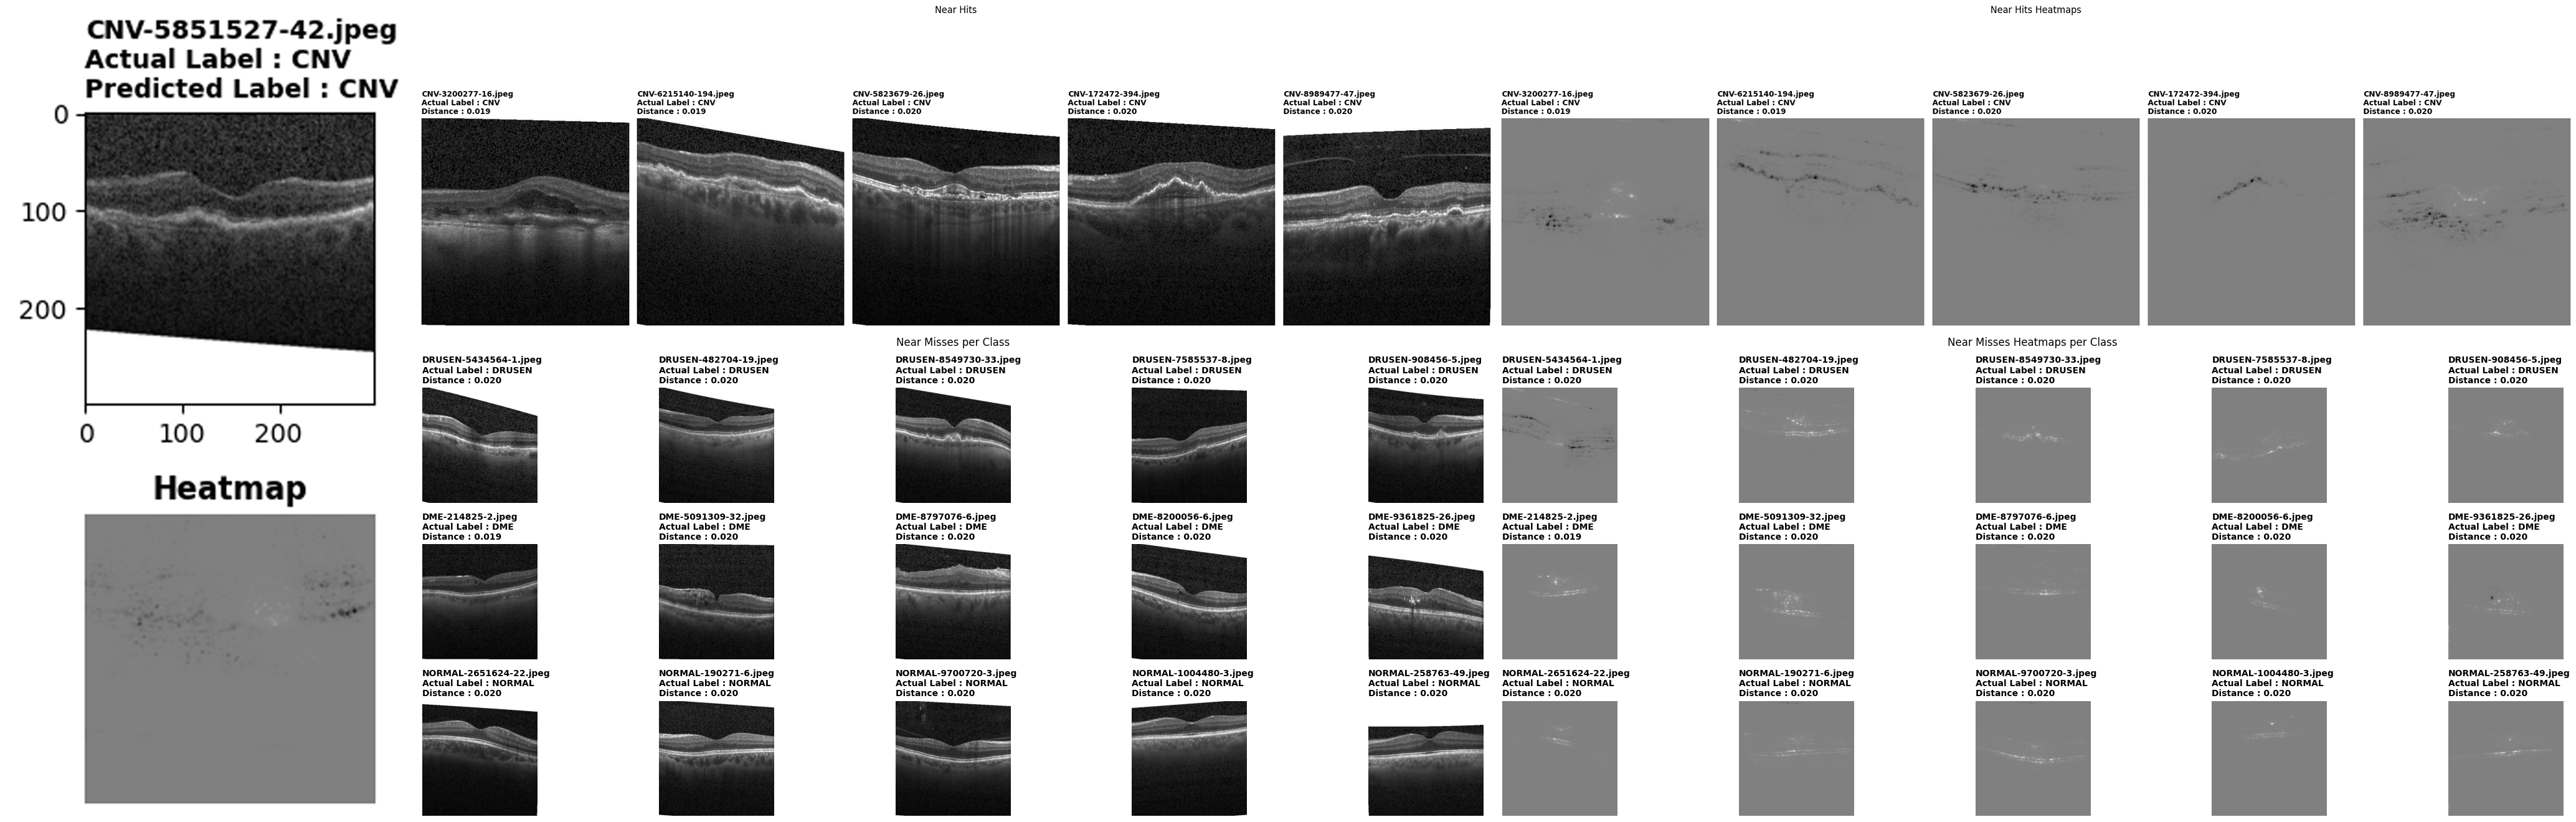 CNV-5851527-42.jpeg
Actual Label : CNV
Predicted Label : CNV
0
100
200
0
100
200
Heatmap
Near Hits
CNV-3200277-16.jpeg
Actual Label : CNV
Distance : 0.019
CNV-6215140-194.jpeg
Actual Label : CNV
Distance : 0.019
CNV-5823679-26.jpeg
Actual Label : CNV
Distance : 0.020
CNV-172472-394.jpeg
Actual Label : CNV
Distance : 0.020
CNV-8989477-47.jpeg
Actual Label : CNV
Distance : 0.020
Near Hits Heatmaps
CNV-3200277-16.jpeg
Actual Label : CNV
Distance : 0.019
CNV-6215140-194.jpeg
Actual Label : CNV
Distance : 0.019
CNV-5823679-26.jpeg
Actual Label : CNV
Distance : 0.020
CNV-172472-394.jpeg
Actual Label : CNV
Distance : 0.020
CNV-8989477-47.jpeg
Actual Label : CNV
Distance : 0.020
Near Misses per Class
DRUSEN-5434564-1.jpeg
Actual Label : DRUSEN
Distance : 0.020
DRUSEN-482704-19.jpeg
Actual Label : DRUSEN
Distance : 0.020
DRUSEN-8549730-33.jpeg
Actual Label : DRUSEN
Distance : 0.020
DRUSEN-7585537-8.jpeg
Actual Label : DRUSEN
Distance : 0.020
DRUSEN-908456-5.jpeg
Actual Label : DRUSEN
Distance : 0.020
DME-214825-2.jpeg
Actual Label : DME
Distance : 0.019
DME-5091309-32.jpeg
Actual Label : DME
Distance : 0.020
DME-8797076-6.jpeg
Actual Label : DME
Distance : 0.020
DME-8200056-6.jpeg
Actual Label : DME
Distance : 0.020
DME-9361825-26.jpeg
Actual Label : DME
Distance : 0.020
NORMAL-2651624-22.jpeg
Actual Label : NORMAL
Distance : 0.020
NORMAL-190271-6.jpeg
Actual Label : NORMAL
Distance : 0.020
NORMAL-9700720-3.jpeg
Actual Label : NORMAL
Distance : 0.020
NORMAL-1004480-3.jpeg
Actual Label : NORMAL
Distance : 0.020
NORMAL-258763-49.jpeg
Actual Label : NORMAL
Distance : 0.020
Near Misses Heatmaps per Class
DRUSEN-5434564-1.jpeg
Actual Label : DRUSEN
Distance : 0.020
DRUSEN-482704-19.jpeg
Actual Label : DRUSEN
Distance : 0.020
DRUSEN-8549730-33.jpeg
Actual Label : DRUSEN
Distance : 0.020
DRUSEN-7585537-8.jpeg
Actual Label : DRUSEN
Distance : 0.020
DRUSEN-908456-5.jpeg
Actual Label : DRUSEN
Distance : 0.020
DME-214825-2.jpeg
Actual Label : DME
Distance : 0.019
DME-5091309-32.jpeg
Actual Label : DME
Distance : 0.020
DME-8797076-6.jpeg
Actual Label : DME
Distance : 0.020
DME-8200056-6.jpeg
Actual Label : DME
Distance : 0.020
DME-9361825-26.jpeg
Actual Label : DME
Distance : 0.020
NORMAL-2651624-22.jpeg
Actual Label : NORMAL
Distance : 0.020
NORMAL-190271-6.jpeg
Actual Label : NORMAL
Distance : 0.020
NORMAL-9700720-3.jpeg
Actual Label : NORMAL
Distance : 0.020
NORMAL-1004480-3.jpeg
Actual Label : NORMAL
Distance : 0.020
NORMAL-258763-49.jpeg
Actual Label : NORMAL
Distance : 0.020